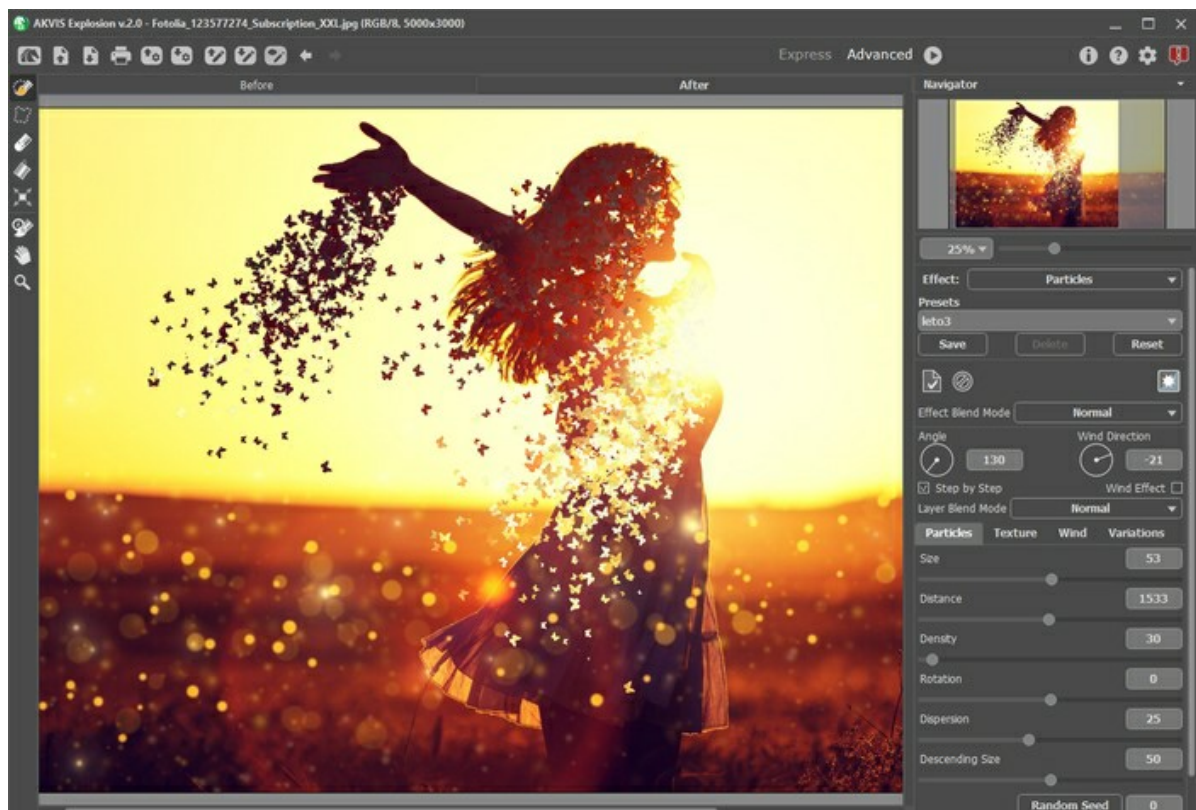 AKVIS Explosion v.2.0 - Fotolia_123577274_Subscription_XXL.jpg (RGB/8, 5000x3000)
Express Advanced
Before After
Navigator
25%
Effect: Particles
Presets
leto3
Save Delete Reset
Effect Blend Mode Normal
Angle Wind Direction
130 -21
Step by Step Wind Effect
Layer Blend Mode Normal
Particles Texture Wind Variations
Size 53
Distance 1533
Density 30
Rotation 0
Dispersion 25
Descending Size 50
Random Seed 0